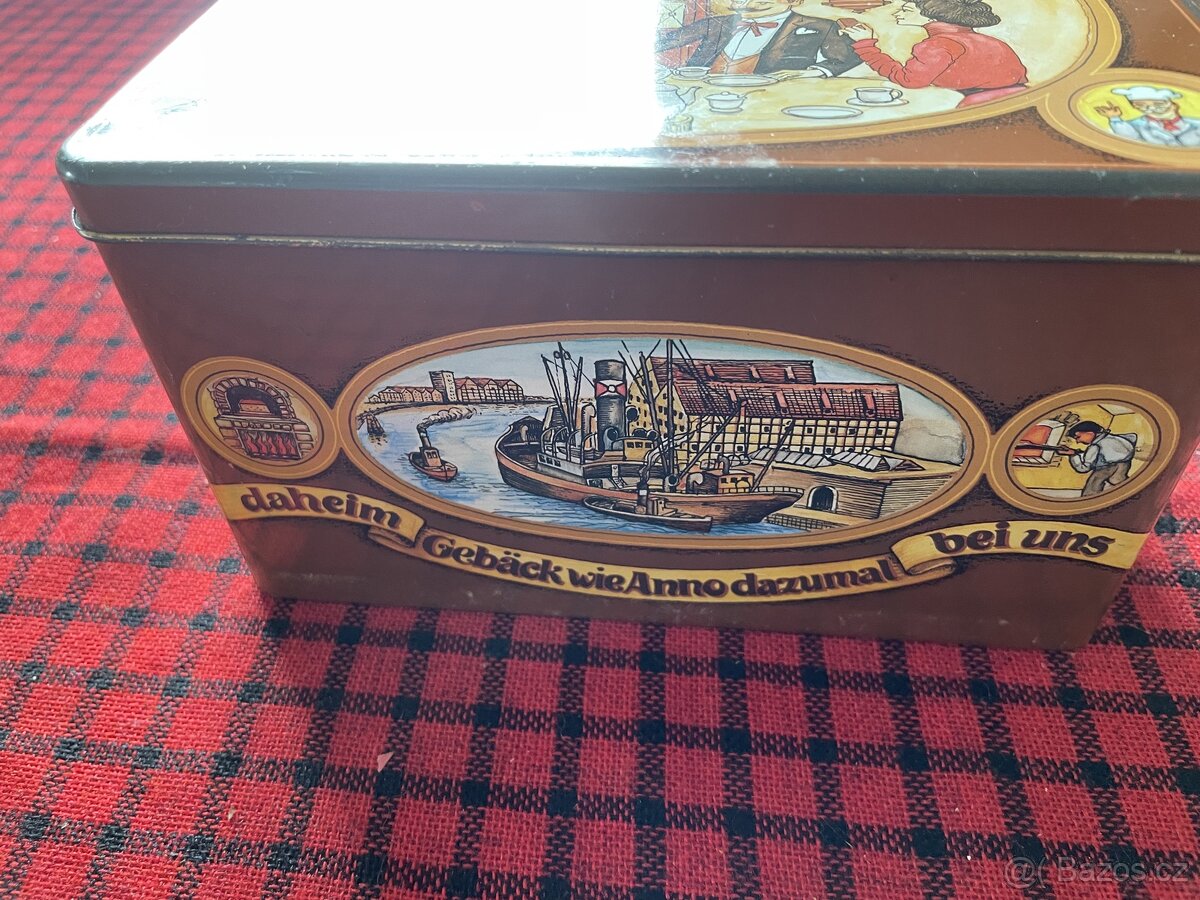 daheim
Gebäck wie Anno dazumal
bei uns
@( Bazos.cz